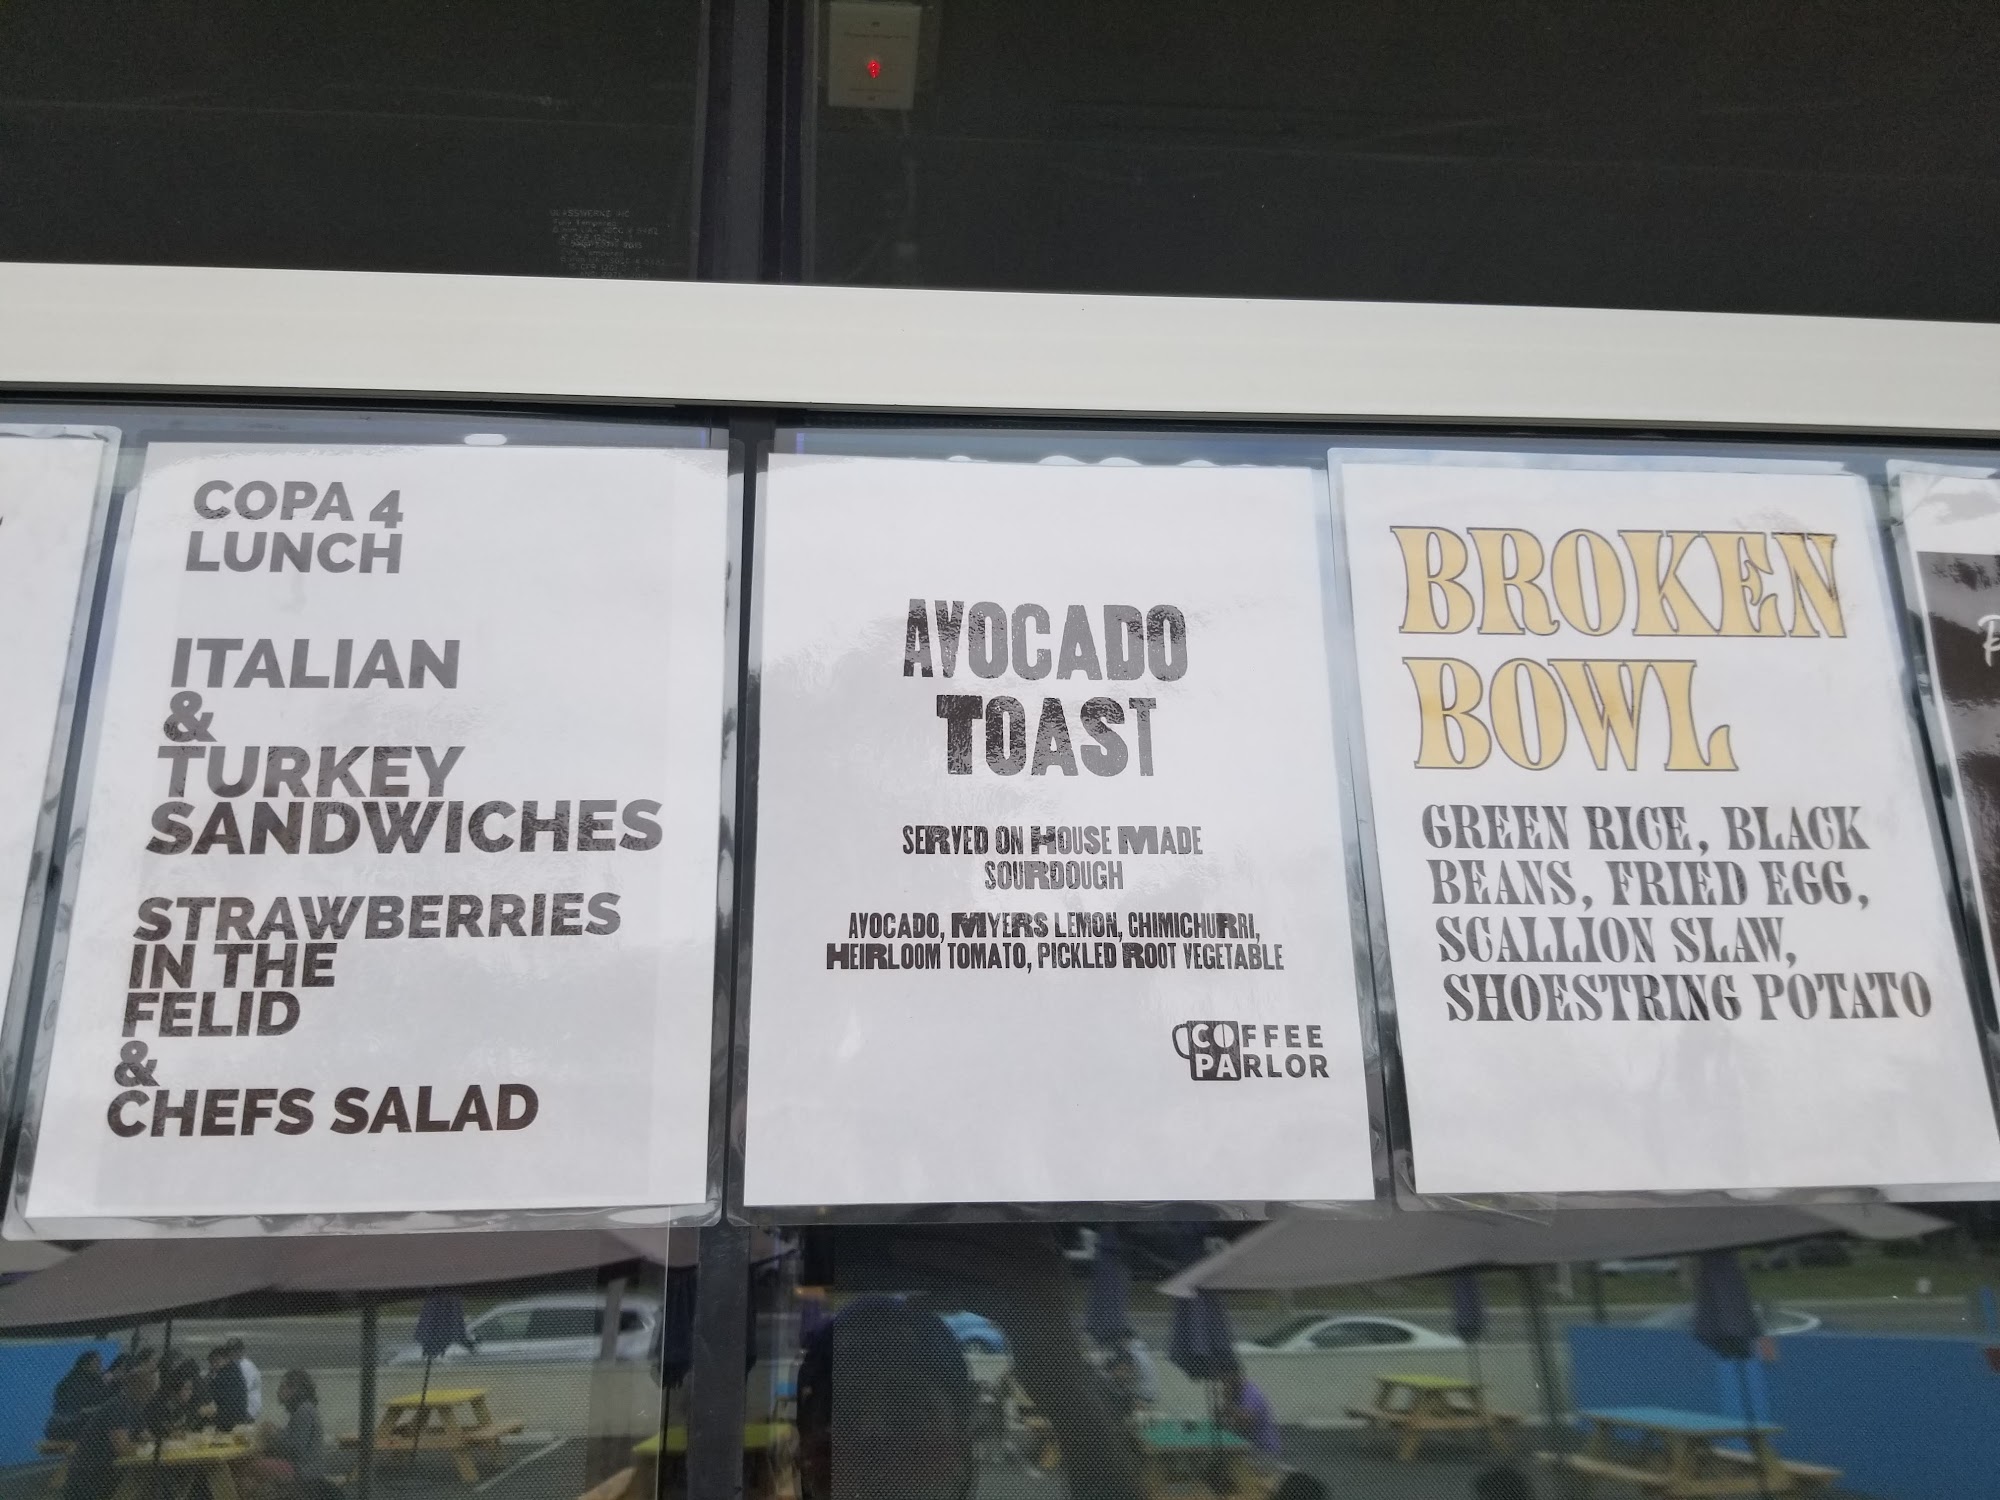 COPA 4
LUNCH
ITALIAN
&
TURKEY
SANDWICHES
STRAWBERRIES
IN THE
FELID
&
CHEFS SALAD
AVOCADO
TOAST
SERVED ON HOUSE MADE
SOURDOUGH
AVOCADO, MYERS LEMON, CHIMICHURRI,
HEIRLOOM TOMATO, PICKLED ROOT VEGETABLE
COFFEE
PARLOR
BROKEN
BOWL
GREEN RICE, BLACK
BEANS, FRIED EGG,
SCALLION SLAW,
SHOESTRING POTATO